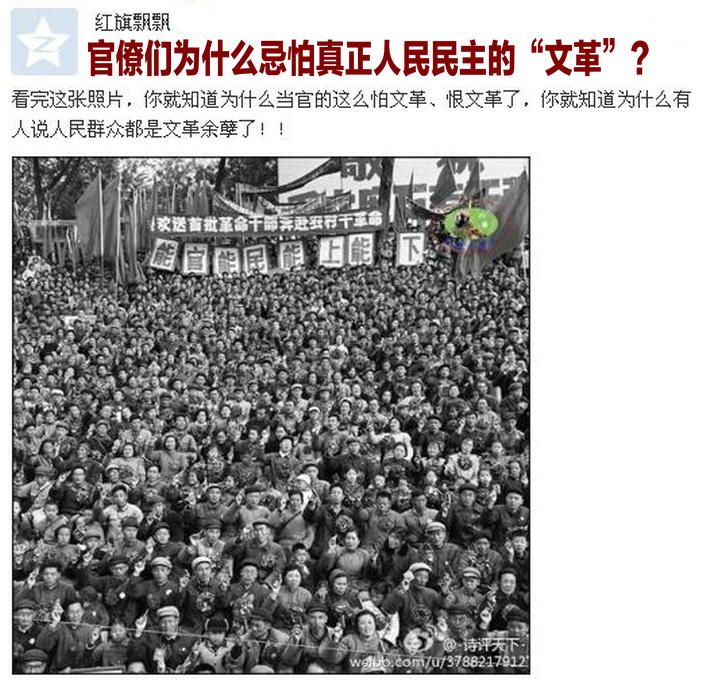 红旗飘飘
官僚们为什么忌怕真正人民民主的“文革”？
看完这张照片，你就知道为什么当官的这么怕文革、恨文革了，你就知道为什么有
人说人民群众都是文革余孽了！！
欢送首批革命干部奔赴农村干革命
能官能民能上能下
@-诗评天下-
weibo.com/u/3788217912